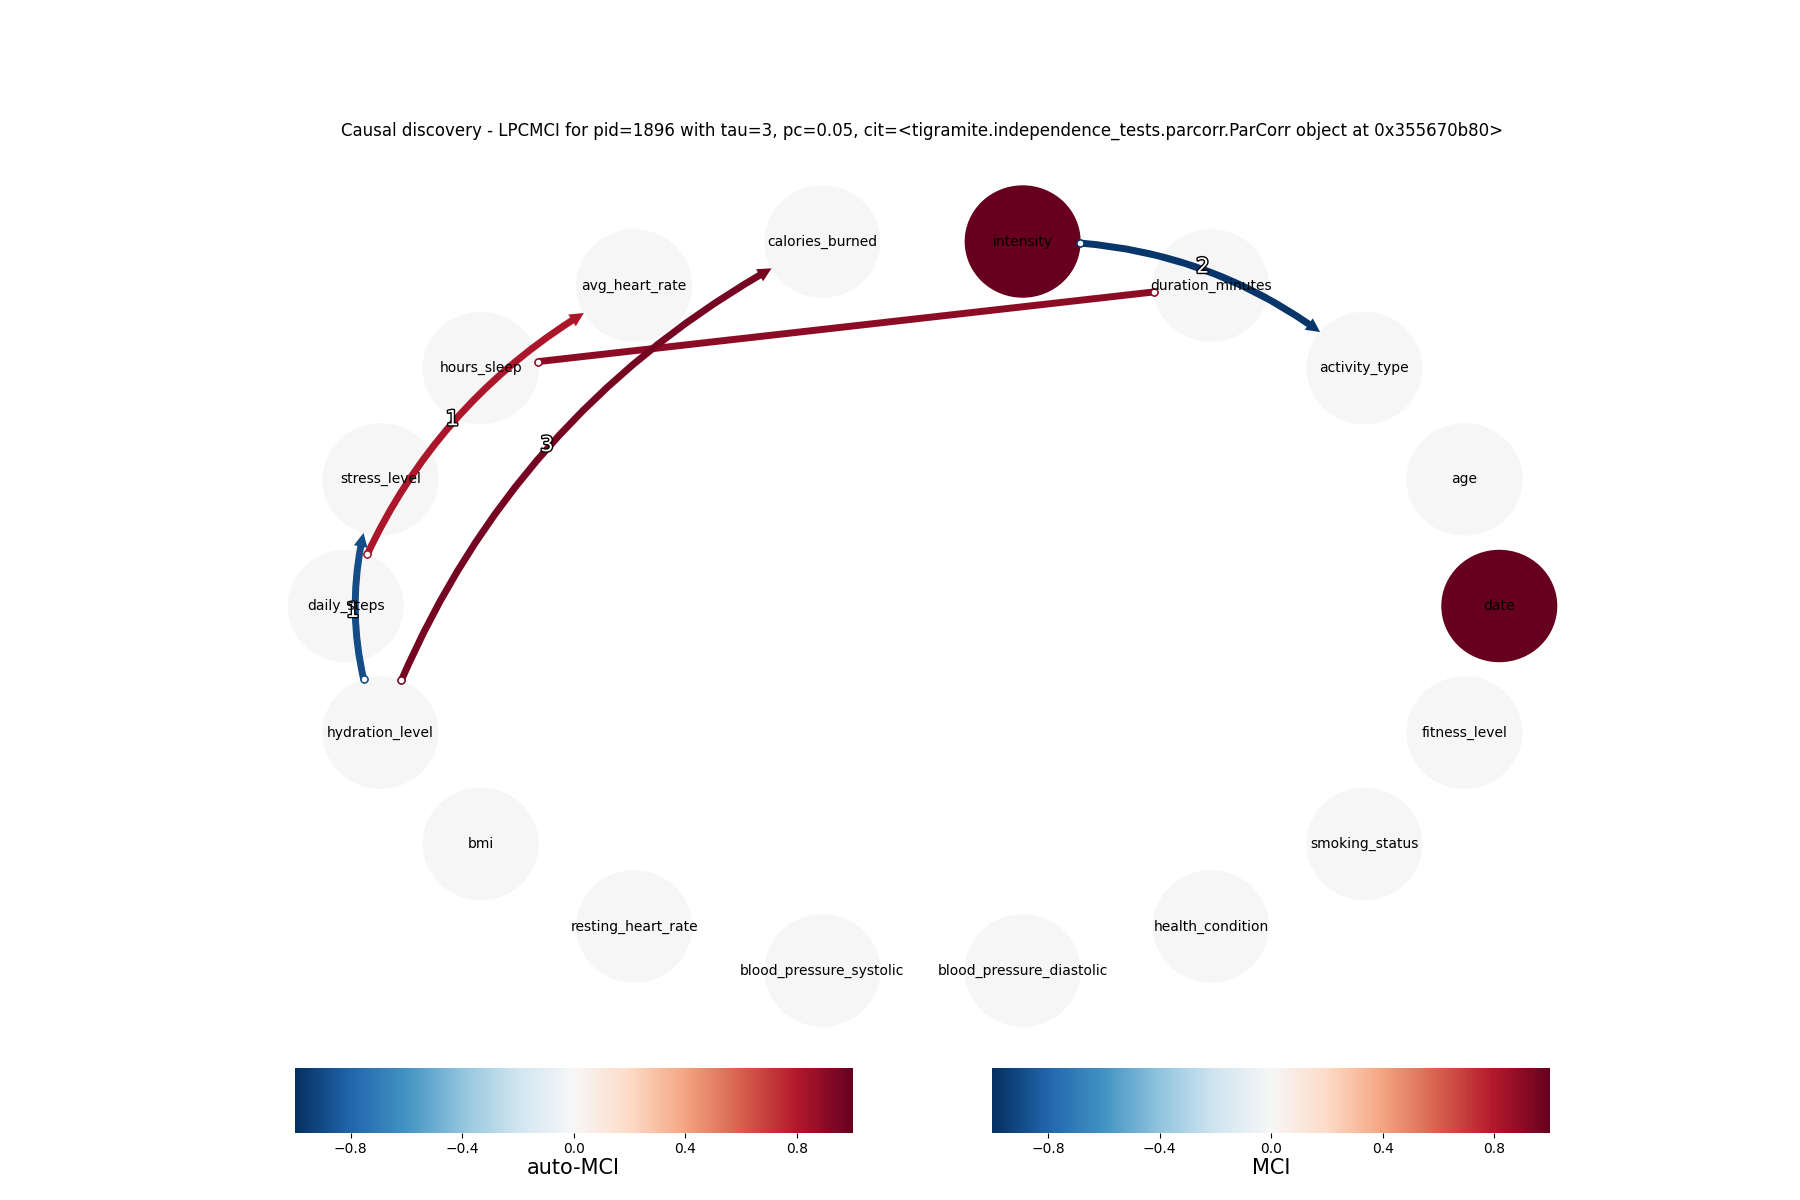 Causal discovery - LPCMCI for pid=1896 with tau=3, pc=0.05, cit=<tigramite.independence_tests.parcorr.ParCorr object at 0x355670b80>
calories_burned
intensity
avg_heart_rate
2
duration_minutes
hours_sleep
activity_type
1
3
stress_level
age
daily_steps
1
date
hydration_level
fitness_level
bmi
smoking_status
resting_heart_rate
health_condition
blood_pressure_systolic
blood_pressure_diastolic
−0.8 −0.4 0.0 0.4 0.8
auto-MCI
−0.8 −0.4 0.0 0.4 0.8
MCI